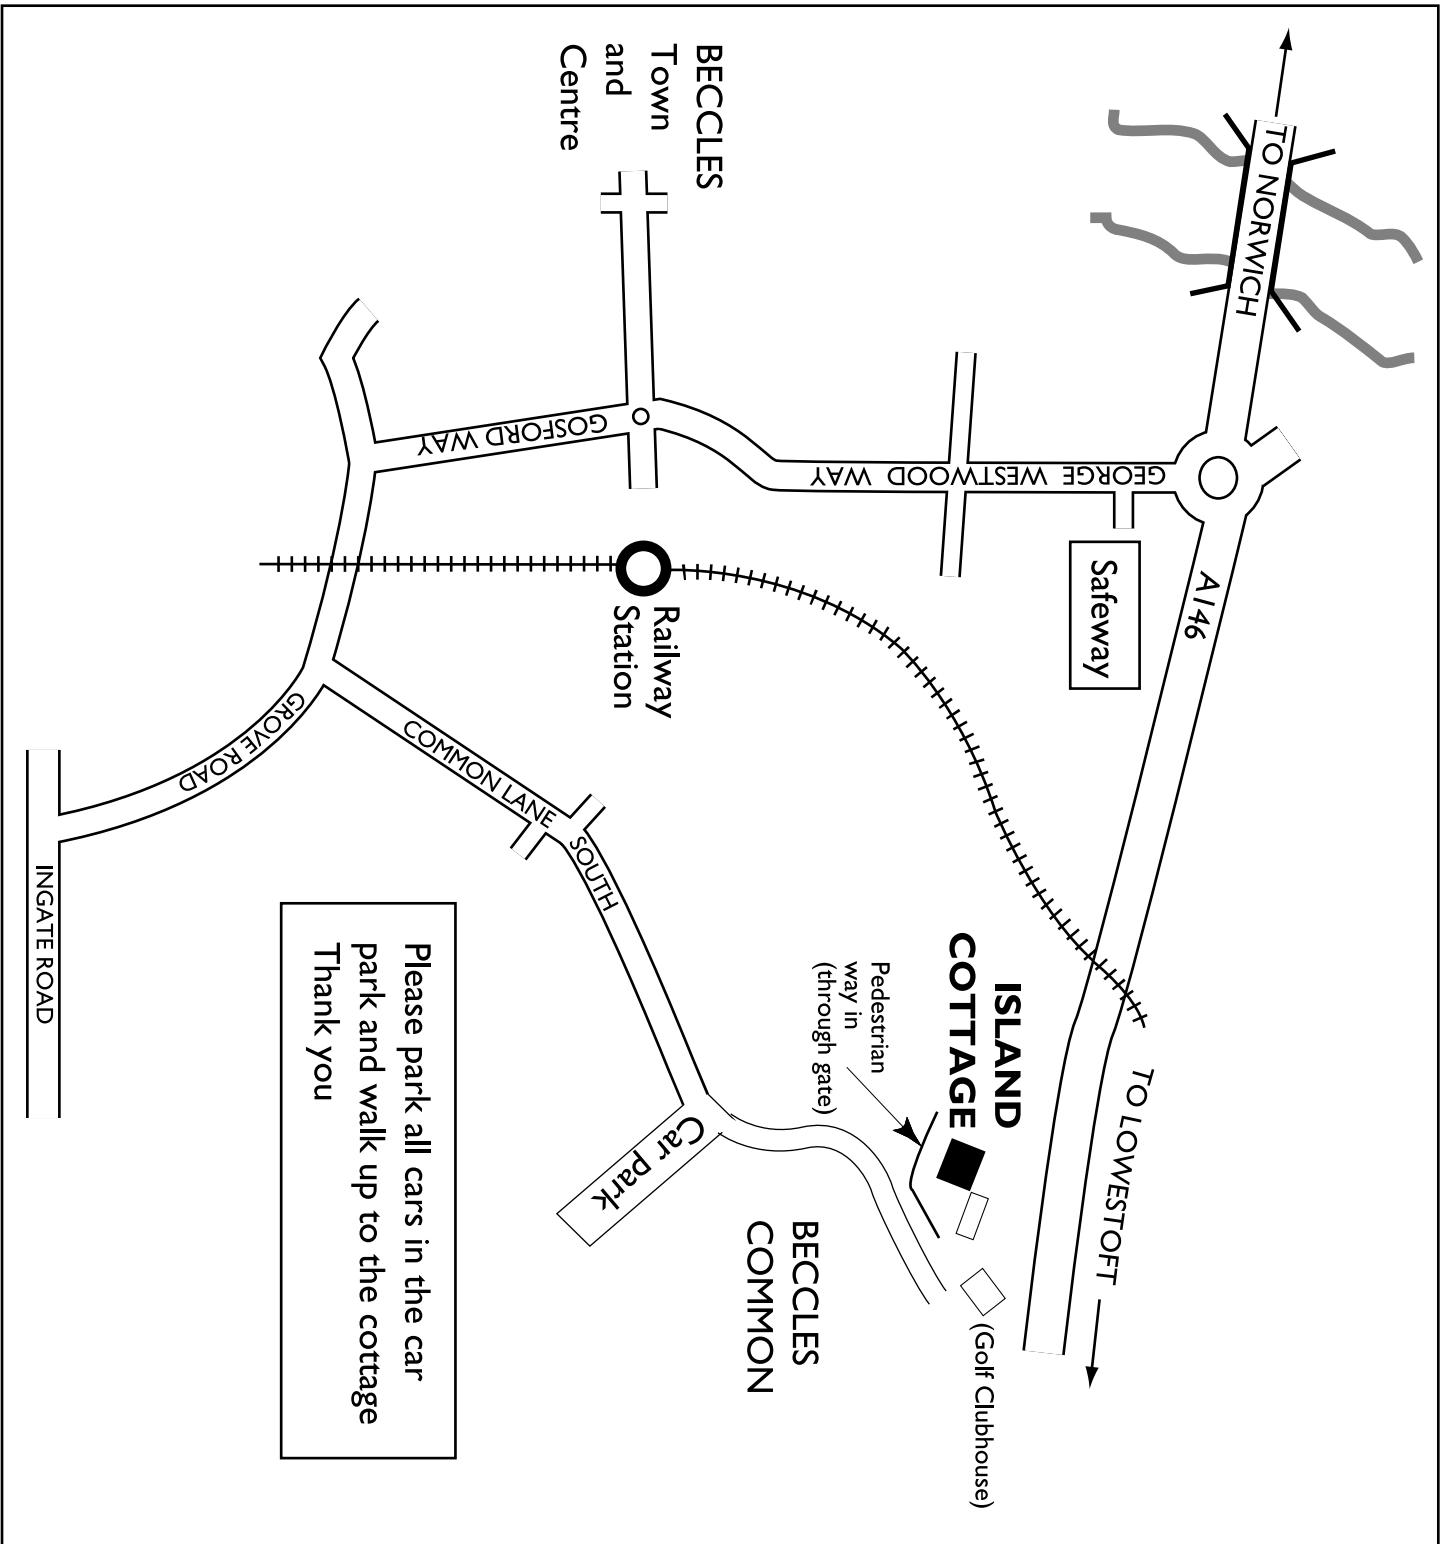 TO NORWICH
BECCLES
Town
and
Centre
GEORGE WESTWOOD WAY
GOSFORD WAY
A146
Safeway
Railway
Station
GROVE ROAD
COMMON LANE
SOUTH
ISLAND
COTTAGE
Pedestrian
way in
(through gate)
TO LOWESTOFT
Car park
BECCLES
COMMON
(Golf Clubhouse)
Please park all cars in the car
park and walk up to the cottage
Thank you
INGATE ROAD